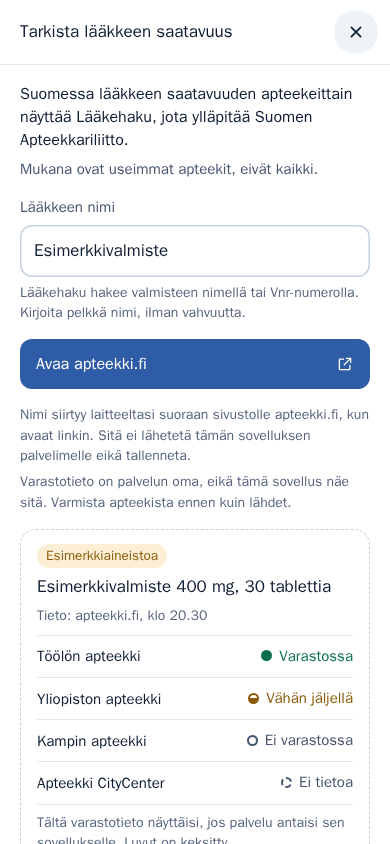 Tarkista lääkkeen saatavuus
Suomessa lääkkeen saatavuuden apteekeittain
näyttää Lääkehaku, jota ylläpitää Suomen
Apteekkariliitto.
Mukana ovat useimmat apteekit, eivät kaikki.
Lääkkeen nimi
Esimerkkivalmiste
Lääkehaku hakee valmisteen nimellä tai Vnr-numerolla.
Kirjoita pelkkä nimi, ilman vahvuutta.
Avaa apteekki.fi
Nimi siirtyy laitteeltasi suoraan sivustolle apteekki.fi, kun
avaat linkin. Sitä ei lähetetä tämän sovelluksen
palvelimelle eikä tallenneta.
Varastotieto on palvelun oma, eikä tämä sovellus näe
sitä. Varmista apteekista ennen kuin lähdet.
Esimerkkiaineistoa
Esimerkkivalmiste 400 mg, 30 tablettia
Tieto: apteekki.fi, klo 20.30
Töölön apteekki Varastossa
Yliopiston apteekki Vähän jäljellä
Kampin apteekki Ei varastossa
Apteekki CityCenter Ei tietoa
Tältä varastotieto näyttäisi, jos palvelu antaisi sen
sovellukselle. Luvut on keksitty.